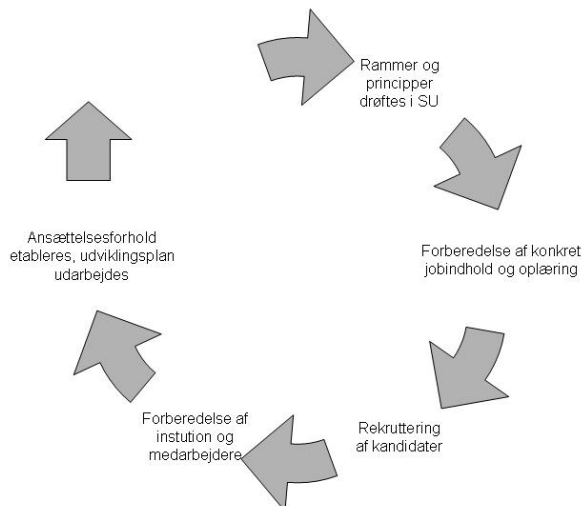 Rammer og
principper
drøftes i SU
Forberedelse af konkret
jobindhold og oplæring
Rekruttering
af kandidater
Forberedelse af
instution og
medarbejdere
Ansættelsesforhold
etableres, udviklingsplan
udarbejdes